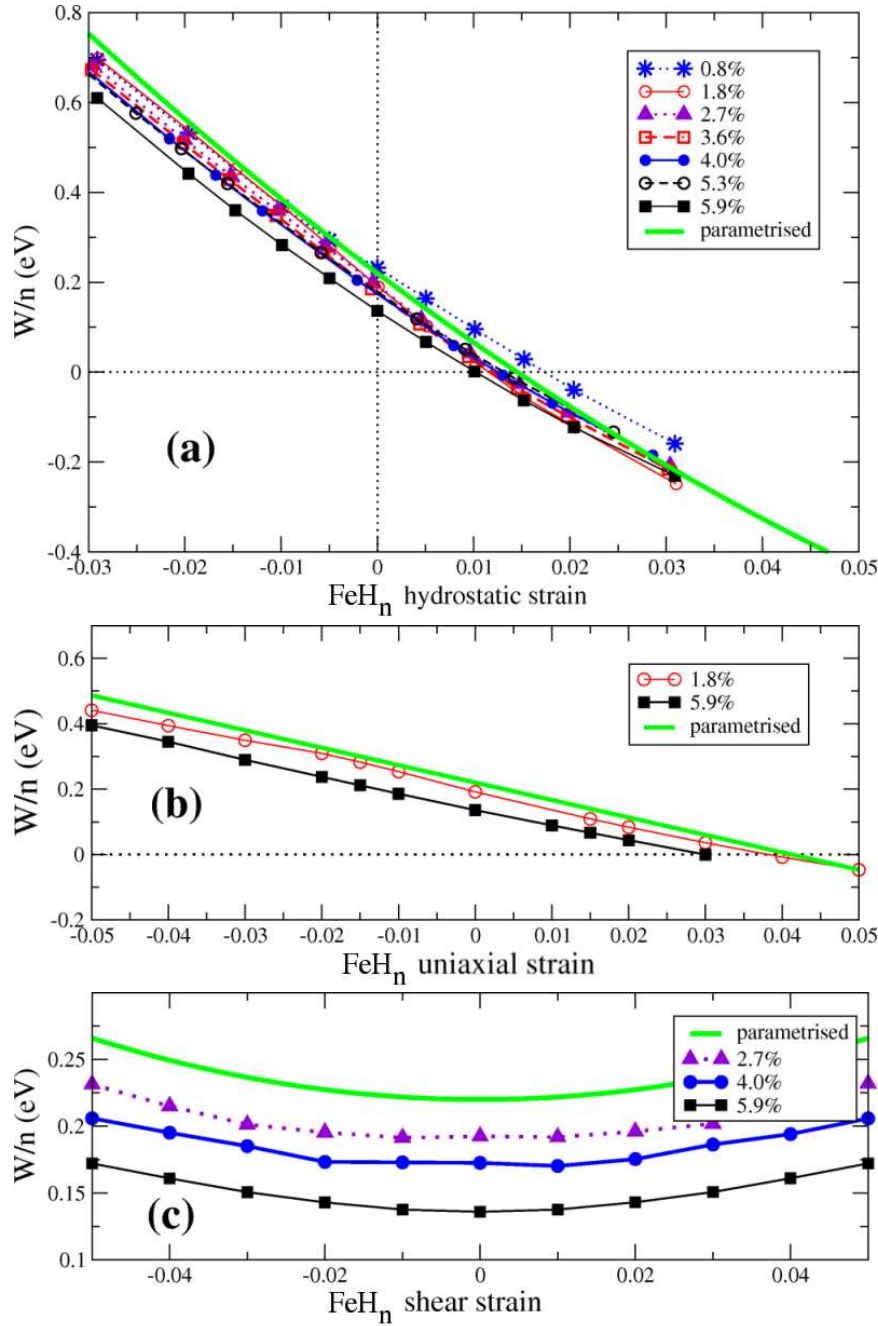 0.8
0.6
0.4
0.2
0
-0.2
-0.4
W/n (eV)
0.8%
1.8%
2.7%
3.6%
4.0%
5.3%
5.9%
parametrised
(a)
-0.03 -0.02 -0.01 0 0.01 0.02 0.03 0.04 0.05
FeHn hydrostatic strain
0.6
0.4
0.2
0
-0.2
W/n (eV)
1.8%
5.9%
parametrised
(b)
-0.05 -0.04 -0.03 -0.02 -0.01 0 0.01 0.02 0.03 0.04 0.05
FeHn uniaxial strain
0.25
0.2
0.15
0.1
W/n (eV)
parametrised
2.7%
4.0%
5.9%
(c)
-0.04 -0.02 0 0.02 0.04
FeHn shear strain